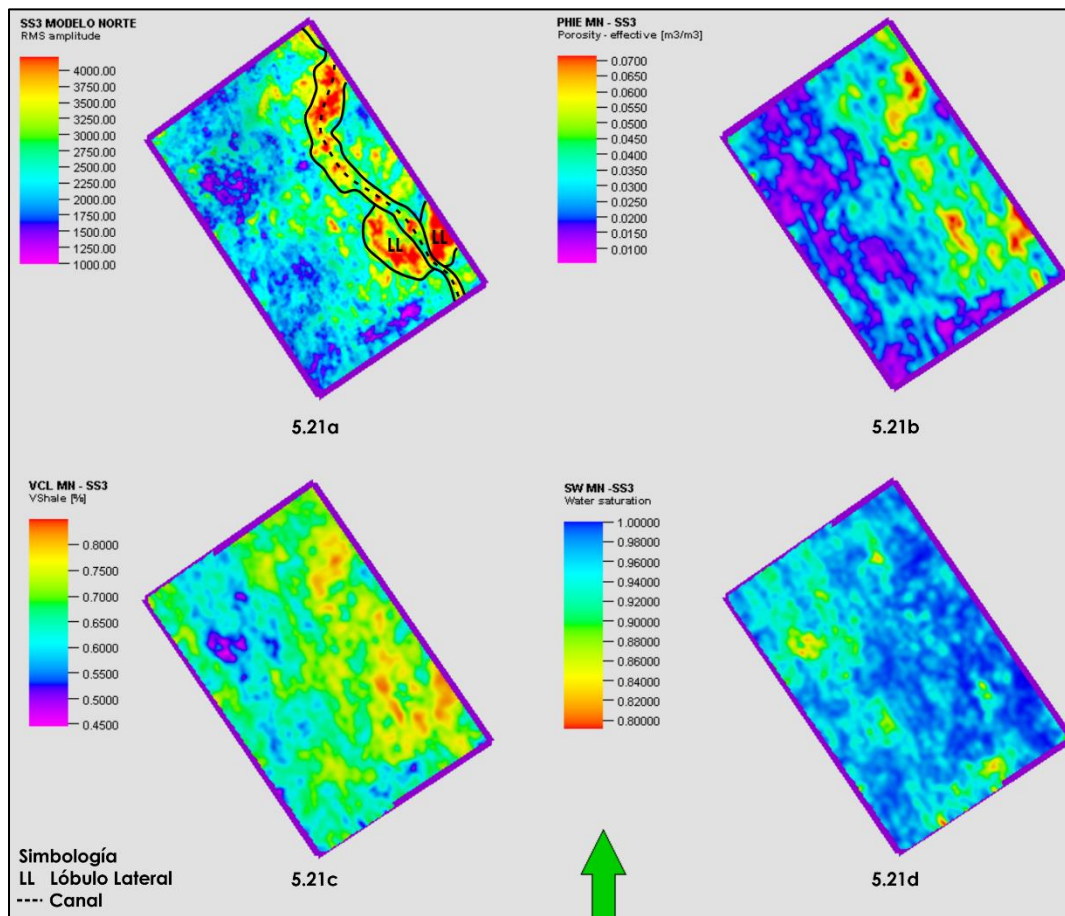 SS3 MODELO NORTE
RMS amplitude
4000.00
3750.00
3500.00
3250.00
3000.00
2750.00
2500.00
2250.00
2000.00
1750.00
1500.00
1250.00
1000.00
LL
LL
5.21a
PHIE MN - SS3
Porosity - effective [m3/m3]
0.0700
0.0650
0.0600
0.0550
0.0500
0.0450
0.0400
0.0350
0.0300
0.0250
0.0200
0.0150
0.0100
5.21b
VCL MN - SS3
VShale [%]
0.8000
0.7500
0.7000
0.6500
0.6000
0.5500
0.5000
0.4500
5.21c
SW MN -SS3
Water saturation
1.00000
0.98000
0.96000
0.94000
0.92000
0.90000
0.88000
0.86000
0.84000
0.82000
0.80000
5.21d
Simbología
LL Lóbulo Lateral
---- Canal